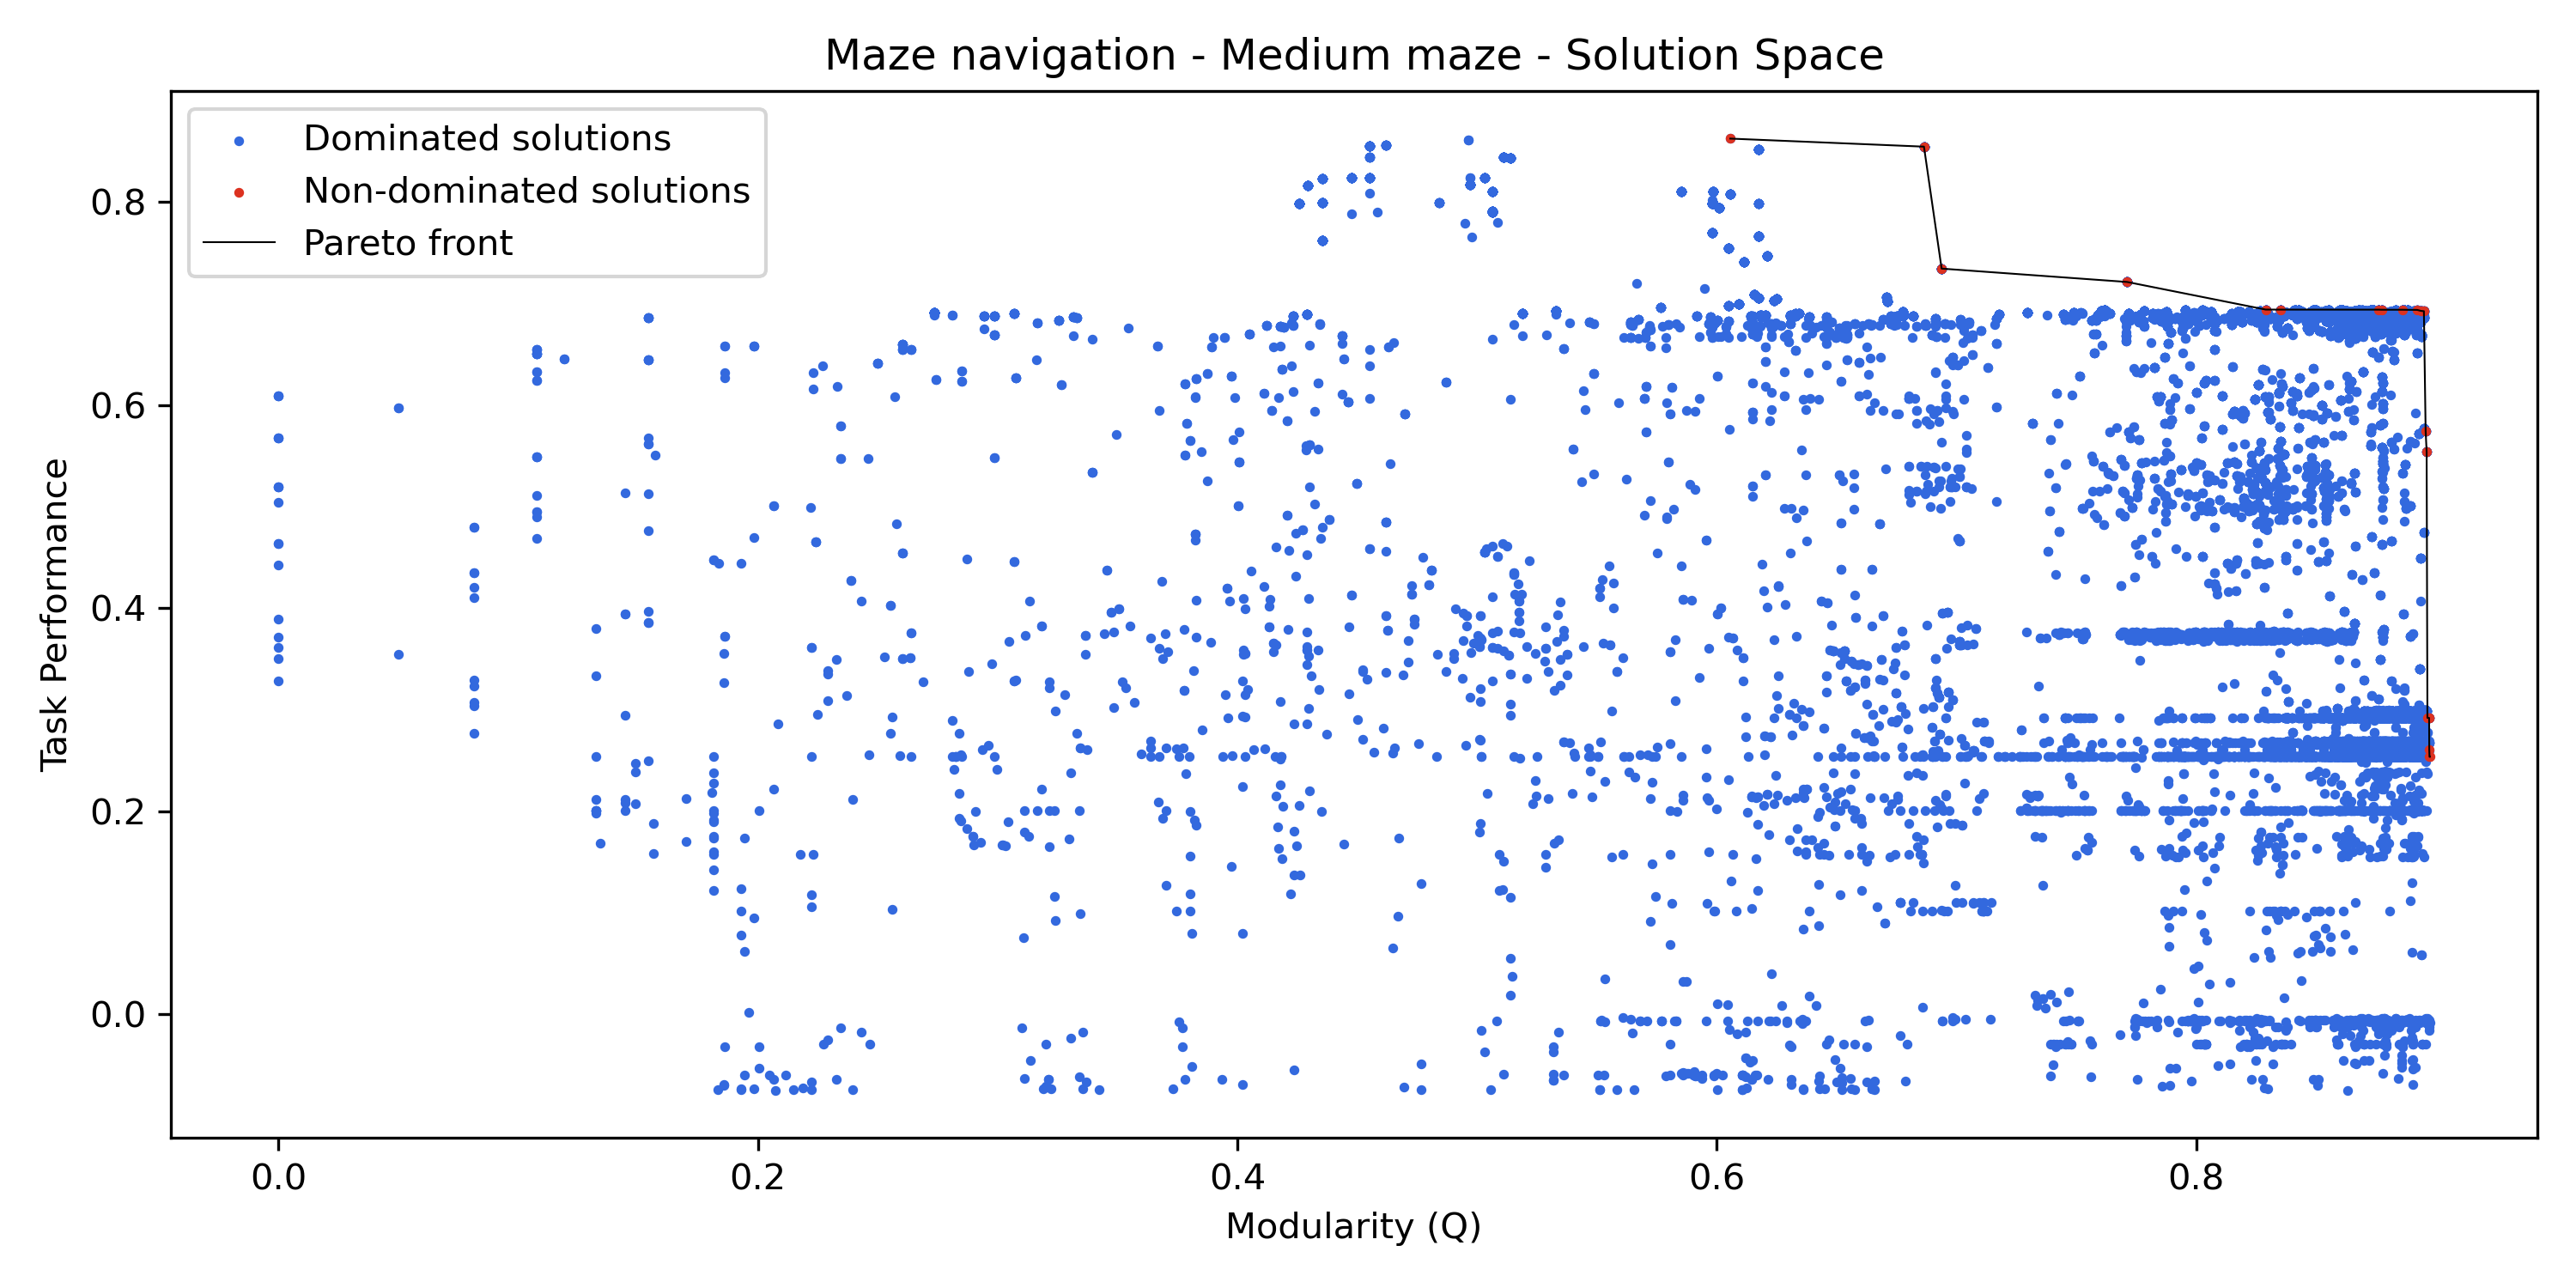 Maze navigation - Medium maze - Solution Space
Dominated solutions
Non-dominated solutions
Pareto front
Task Performance
0.8
0.6
0.4
0.2
0.0
0.0 0.2 0.4 0.6 0.8
Modularity (Q)